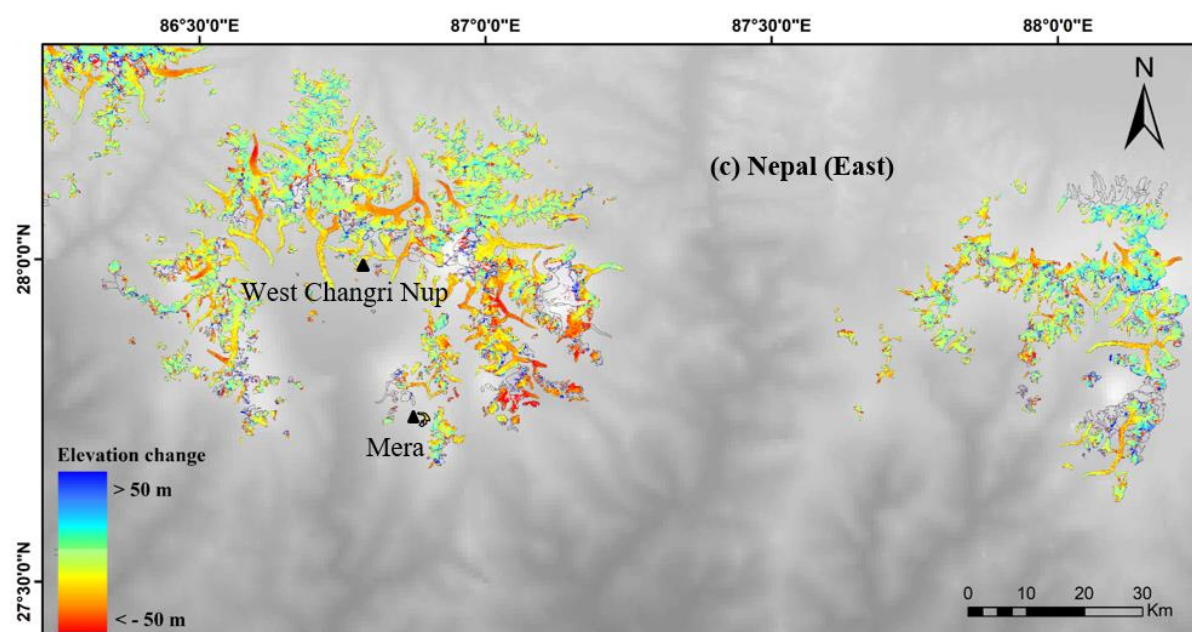 86°30'0"E 87°0'0"E 87°30'0"E 88°0'0"E
N
(c) Nepal (East)
28°0'0"N
West Changri Nup
Mera
Elevation change
> 50 m
< - 50 m
27°30'0"N
0 5 10 20 30
Km